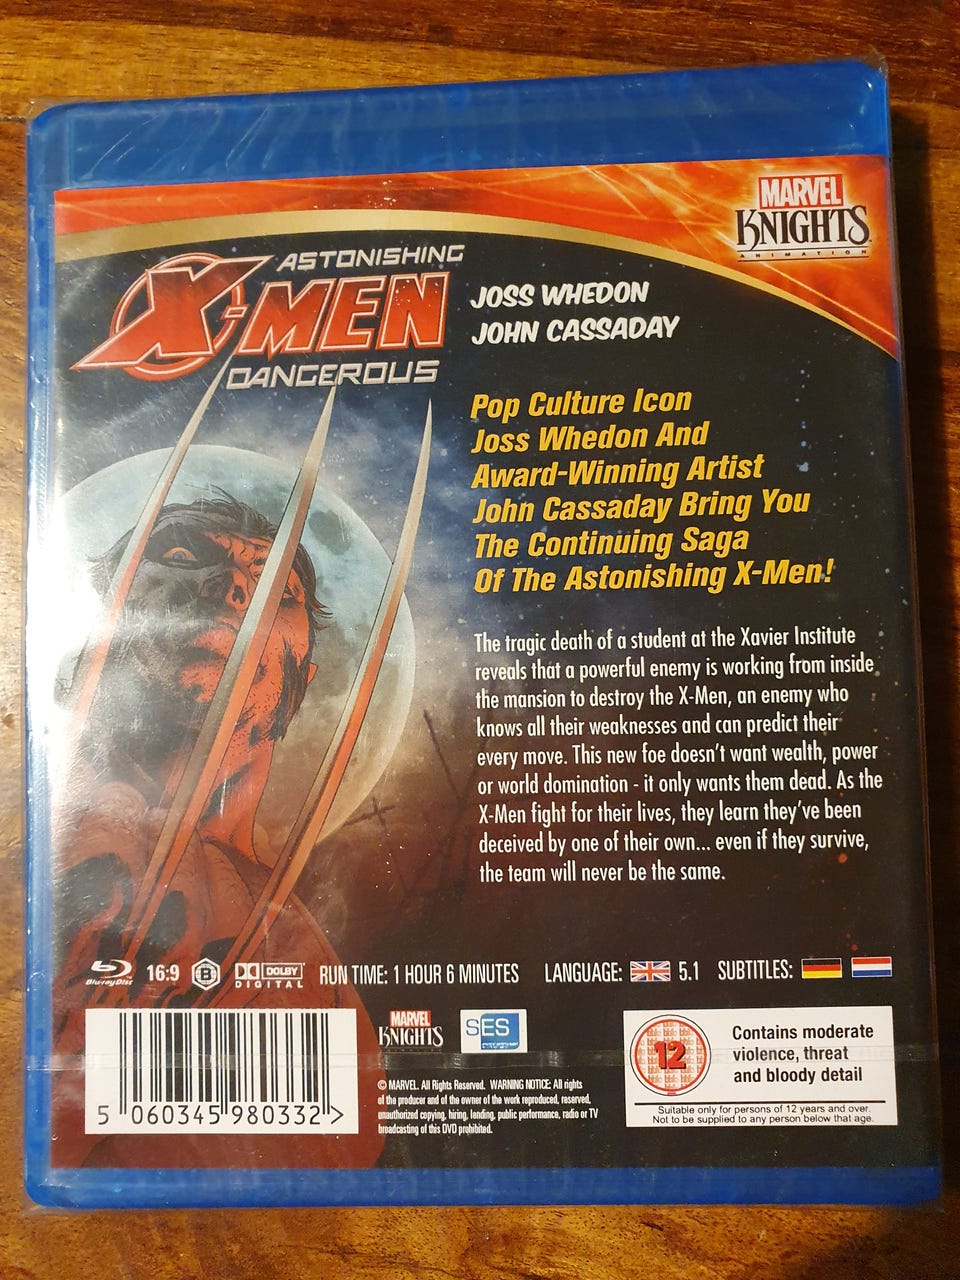 MARVEL
KNIGHTS
ANIMATION
ASTONISHING
X-MEN
DANGEROUS
JOSS WHEDON
JOHN CASSADAY
Pop Culture Icon
Joss Whedon And
Award-Winning Artist
John Cassaday Bring You
The Continuing Saga
Of The Astonishing X-Men!
The tragic death of a student at the Xavier Institute
reveals that a powerful enemy is working from inside
the mansion to destroy the X-Men, an enemy who
knows all their weaknesses and can predict their
every move. This new foe doesn't want wealth, power
or world domination - it only wants them dead. As the
X-Men fight for their lives, they learn they've been
deceived by one of their own... even if they survive,
the team will never be the same.
Blu-ray Disc 16:9 B DOLBY DIGITAL RUN TIME: 1 HOUR 6 MINUTES LANGUAGE: 5.1 SUBTITLES:
5 060345 980332 >
MARVEL
KNIGHTS
ANIMATION
SES
© MARVEL. All Rights Reserved. WARNING NOTICE: All rights
of the producer and of the owner of the work reproduced, reserved,
unauthorized copying, hiring, lending, public performance, radio or TV
broadcasting of this DVD prohibited.
12
Contains moderate
violence, threat
and bloody detail
Suitable only for persons of 12 years and over.
Not to be supplied to any person below that age.